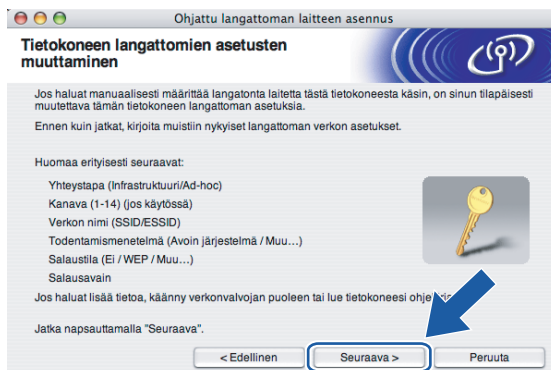 Ohjattu langattoman laitteen asennus
Tietokoneen langattomien asetusten
muuttaminen
Jos haluat manuaalisesti määrittää langatonta laitetta tästä tietokoneesta käsin, on sinun tilapäisesti
muutettava tämän tietokoneen langattoman asetuksia.
Ennen kuin jatkat, kirjoita muistiin nykyiset langattoman verkon asetukset.
Huomaa erityisesti seuraavat:
Yhteystapa (Infrastruktuuri/Ad-hoc)
Kanava (1-14) (jos käytössä)
Verkon nimi (SSID/ESSID)
Todentamismenetelmä (Avoin järjestelmä / Muu...)
Salaustila (Ei / WEP / Muu...)
Salausavain
Jos haluat lisää tietoa, käänny verkonvalvojan puoleen tai lue tietokoneesi
Jatka napsauttamalla "Seuraava".
< Edellinen
Seuraava >
Peruuta